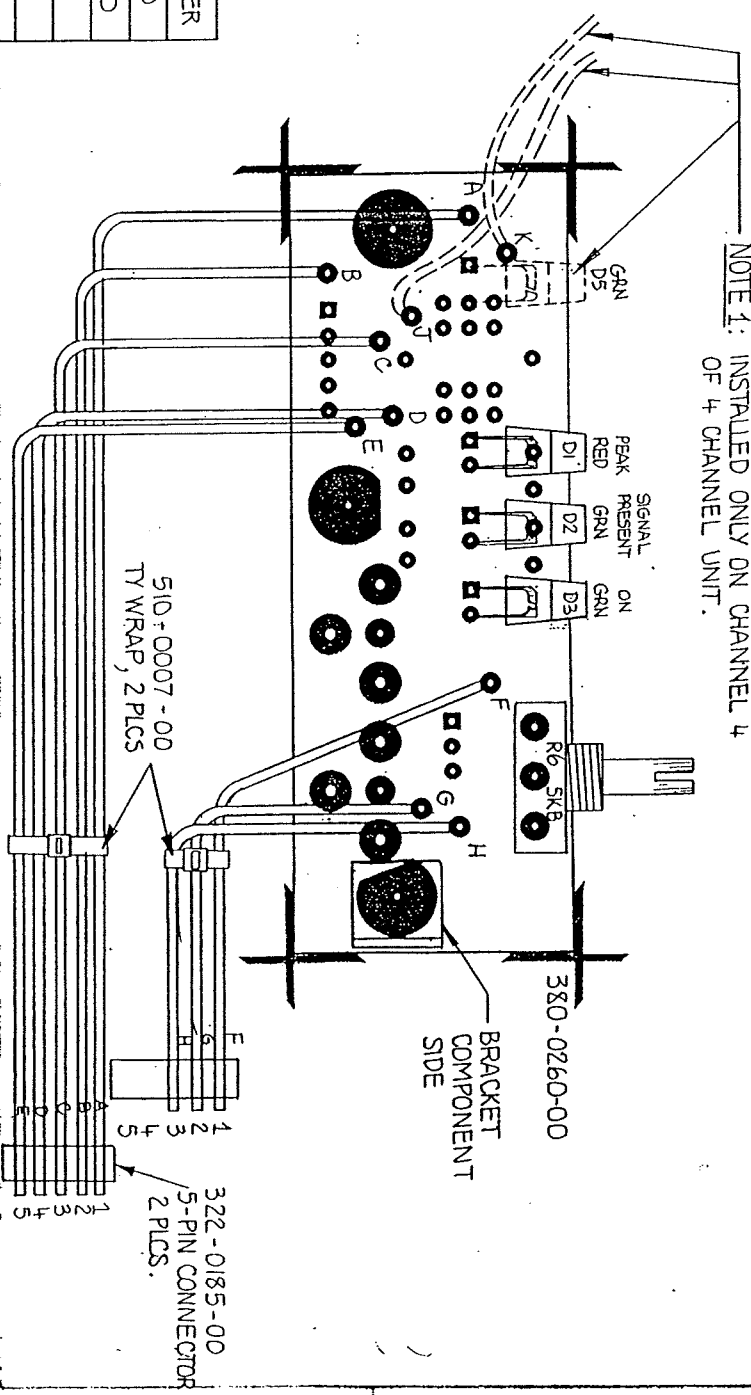 NOTE 1: INSTALLED ONLY ON CHANNEL 4
OF 4 CHANNEL UNIT.
A
K
GRN
D5
B
J
C
D
E
PEAK
RED
D1
SIGNAL
PRESENT
GRN
D2
ON
GRN
D3
F
R6 5KB
G
H
380-0260-00
BRACKET
COMPONENT
SIDE
510-0007-00
TY WRAP, 2 PLCS
F
G
H
1
2
3
4
5
A
B
C
D
E
1
2
3
4
5
322-0185-00
5-PIN CONNECTOR
2 PLCS.
ER